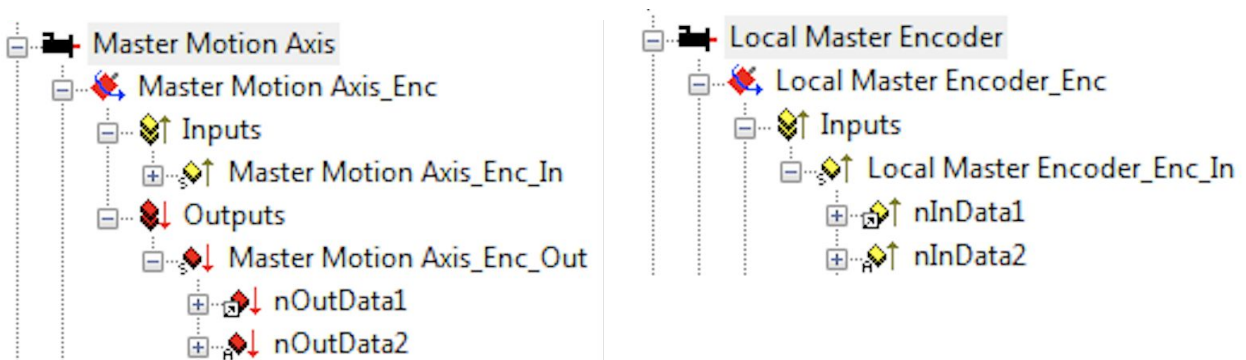 Master Motion Axis
Master Motion Axis_Enc
Inputs
Master Motion Axis_Enc_In
Outputs
Master Motion Axis_Enc_Out
nOutData1
nOutData2
Local Master Encoder
Local Master Encoder_Enc
Inputs
Local Master Encoder_Enc_In
nInData1
nInData2